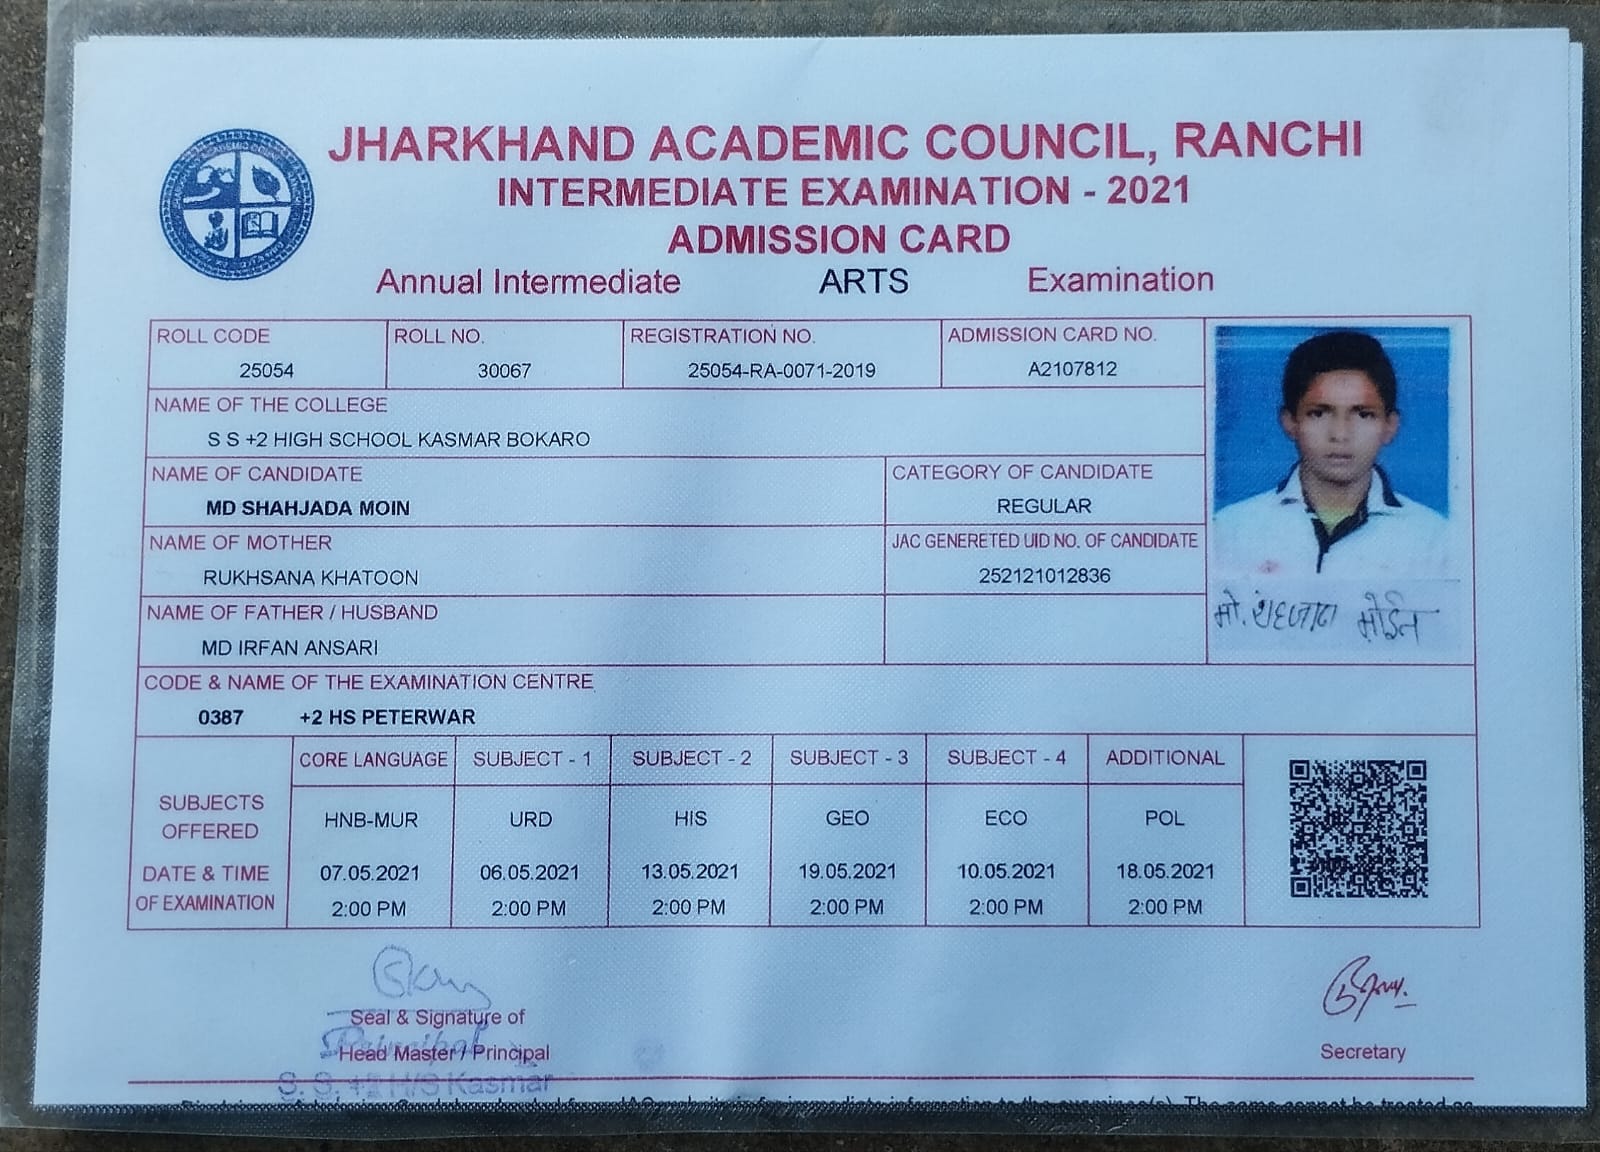 JHARKHAND ACADEMIC COUNCIL, RANCHI
INTERMEDIATE EXAMINATION - 2021
ADMISSION CARD
Annual Intermediate ARTS Examination
ROLL CODE ROLL NO. REGISTRATION NO. ADMISSION CARD NO.
25054 30067 25054-RA-0071-2019 A2107812
NAME OF THE COLLEGE
S S +2 HIGH SCHOOL KASMAR BOKARO
NAME OF CANDIDATE CATEGORY OF CANDIDATE
MD SHAHJADA MOIN REGULAR
NAME OF MOTHER JAC GENERETED UID NO. OF CANDIDATE
RUKHSANA KHATOON 252121012836
NAME OF FATHER / HUSBAND
MD IRFAN ANSARI
मो. शहजादा मोईन
CODE & NAME OF THE EXAMINATION CENTRE
0387 +2 HS PETERWAR
CORE LANGUAGE SUBJECT - 1 SUBJECT - 2 SUBJECT - 3 SUBJECT - 4 ADDITIONAL
SUBJECTS OFFERED HNB-MUR URD HIS GEO ECO POL
DATE & TIME 07.05.2021 06.05.2021 13.05.2021 19.05.2021 10.05.2021 18.05.2021
OF EXAMINATION 2:00 PM 2:00 PM 2:00 PM 2:00 PM 2:00 PM 2:00 PM
Seal & Signature of
Head Master / Principal Secretary
Principal
S. S. +2 H/S Kasmar